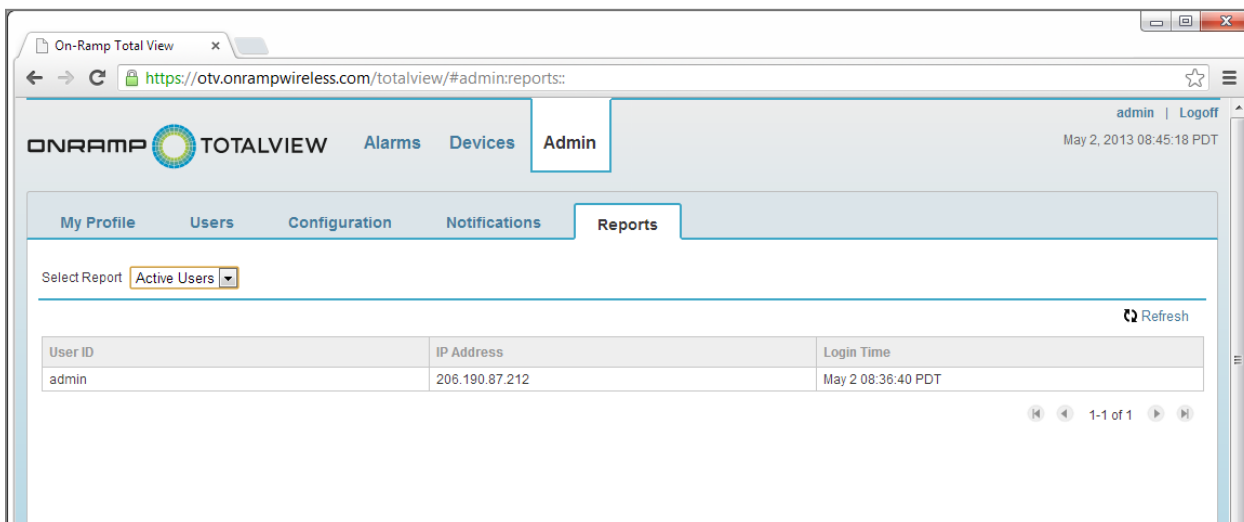 On-Ramp Total View
https://otv.onrampwireless.com/totalview/#admin:reports::
admin | Logoff
ONRAMP TOTALVIEW Alarms Devices Admin
May 2, 2013 08:45:18 PDT
My Profile Users Configuration Notifications Reports
Select Report Active Users
Refresh
User ID IP Address Login Time
admin 206.190.87.212 May 2 08:36:40 PDT
1-1 of 1